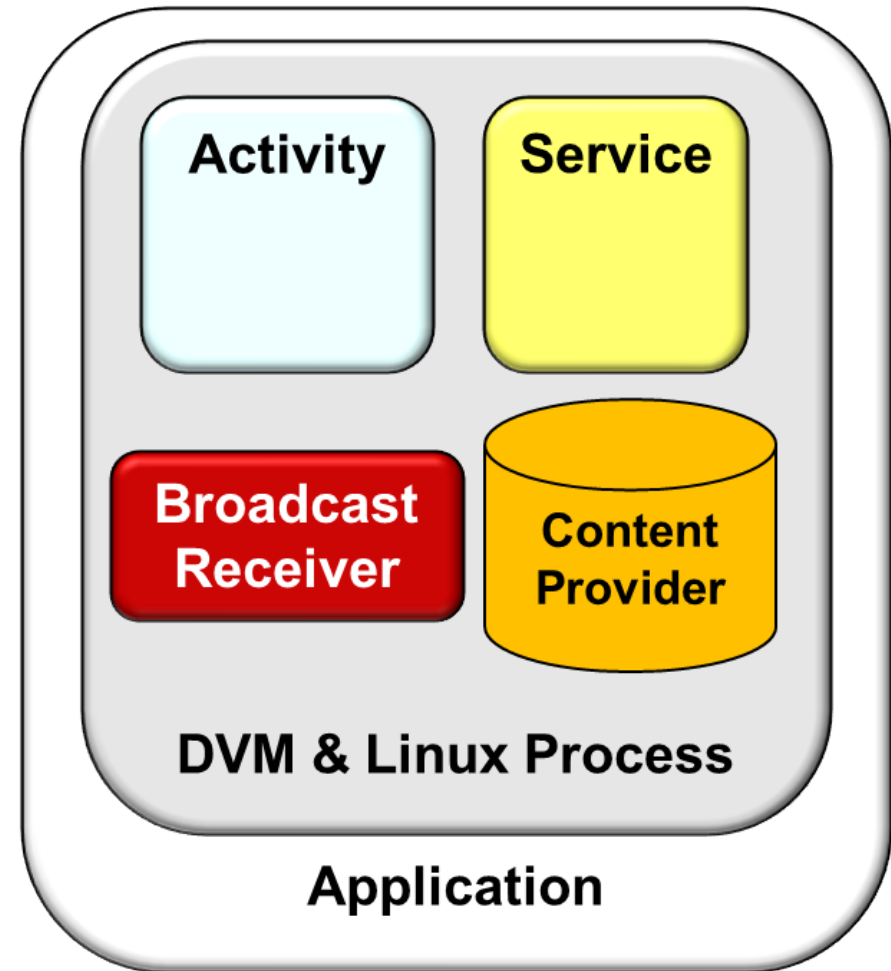 Activity
Service
Broadcast
Receiver
Content
Provider
DVM & Linux Process
Application